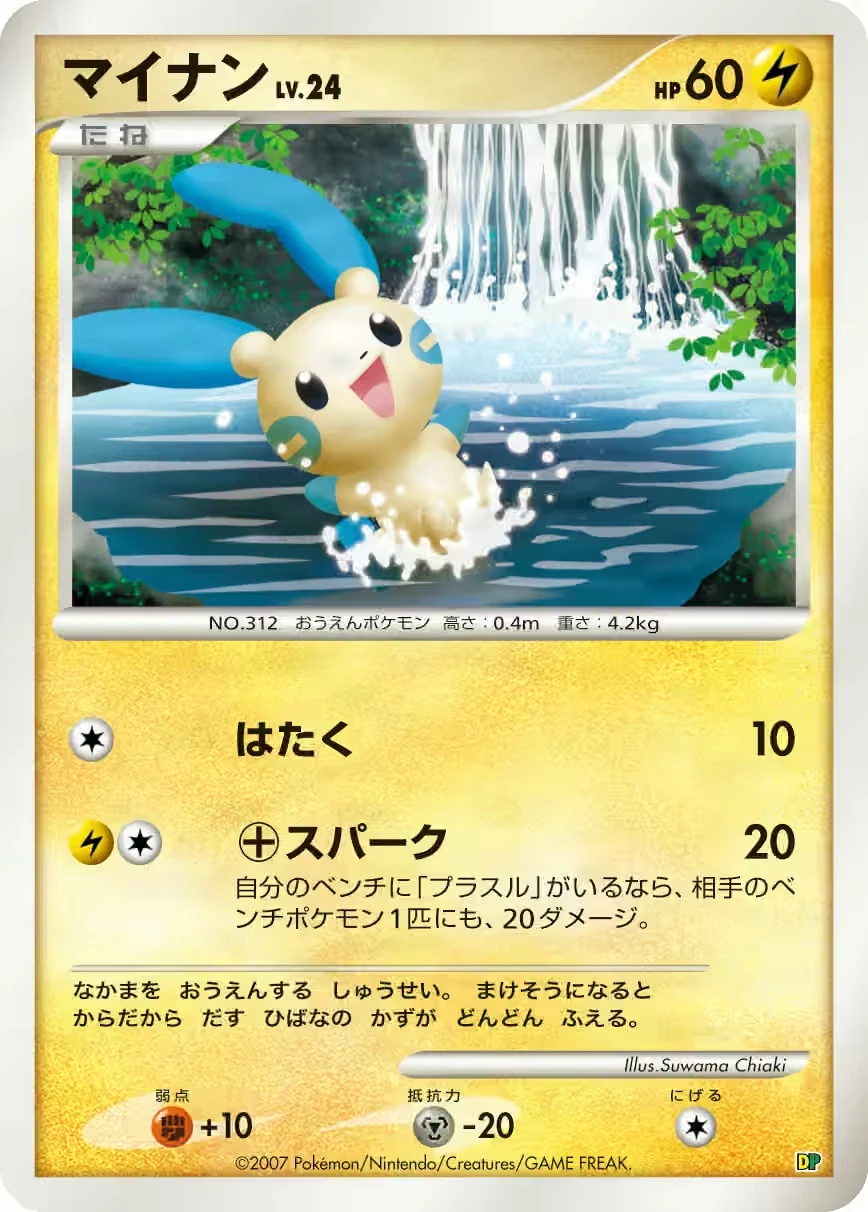 マイナン LV.24 HP 60
たね
NO.312 おうえんポケモン 高さ:0.4m 重さ:4.2kg
はたく 10
⊕スパーク 20
自分のベンチに「プラスル」がいるなら、相手のベ
ンチポケモン1匹にも、20ダメージ。
なかまを おうえんする しゅうせい。 まけそうになると
からだから だす ひばなの かずが どんどん ふえる。
Illus.Suwama Chiaki
弱点 抵抗力 にげる
+10 -20
©2007 Pokémon/Nintendo/Creatures/GAME FREAK.
DP